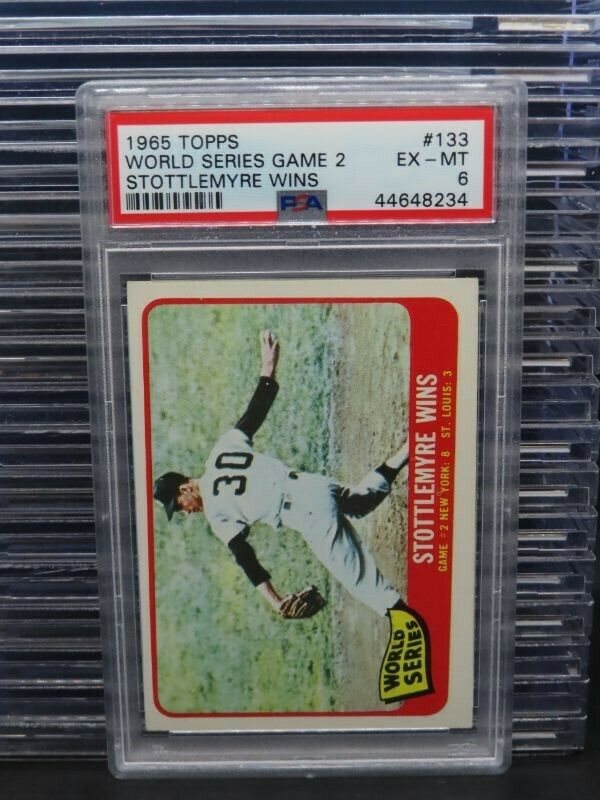 1965 TOPPS #133
WORLD SERIES GAME 2 EX – MT
STOTTLEMYRE WINS 6
PSA 44648234
30
STOTTLEMYRE WINS
GAME =2 NEW YORK: 8 ST. LOUIS: 3
WORLD
SERIES